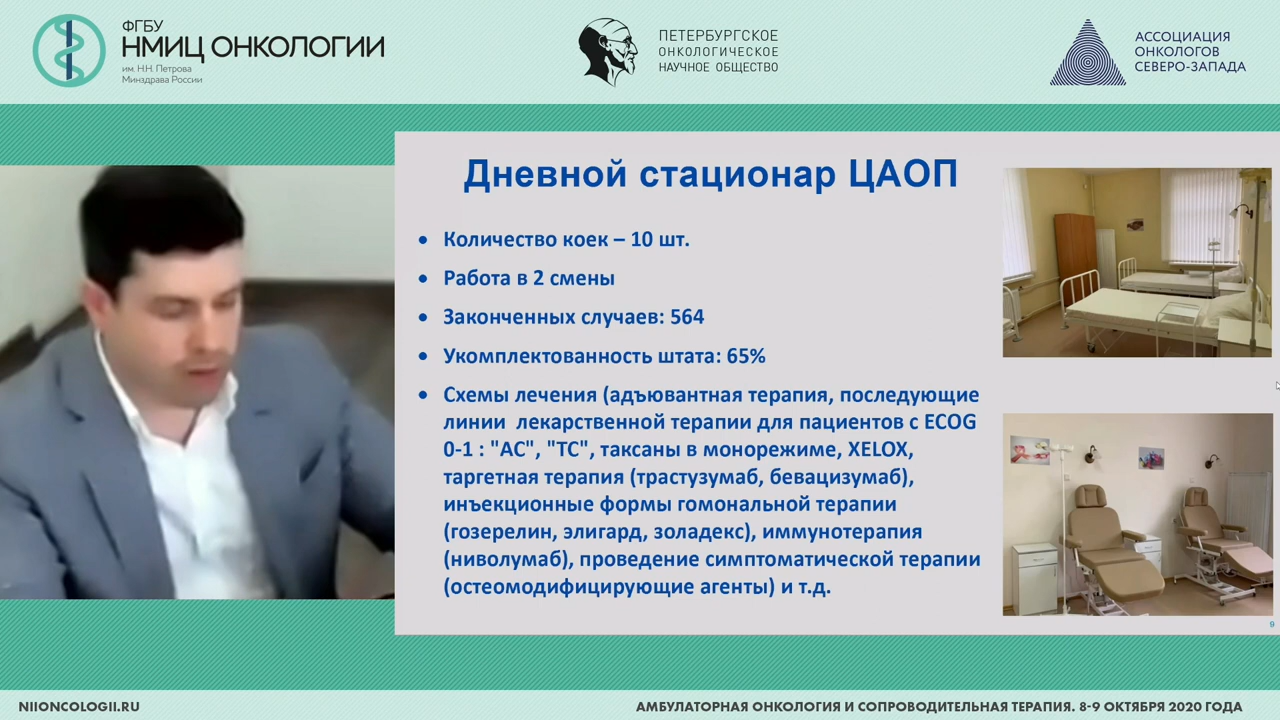 ФГБУ
НМИЦ ОНКОЛОГИИ
им. Н.Н. Петрова
Минздрава России
ПЕТЕРБУРГСКОЕ
ОНКОЛОГИЧЕСКОЕ
НАУЧНОЕ ОБЩЕСТВО
АССОЦИАЦИЯ
ОНКОЛОГОВ
СЕВЕРО-ЗАПАДА
Дневной стационар ЦАОП
• Количество коек – 10 шт.
• Работа в 2 смены
• Законченных случаев: 564
• Укомплектованность штата: 65%
• Схемы лечения (адъювантная терапия, последующие
линии лекарственной терапии для пациентов с ECOG
0-1 : "АС", "ТС", таксаны в монорежиме, XELOX,
таргетная терапия (трастузумаб, бевацизумаб),
инъекционные формы гомональной терапии
(гозерелин, элигард, золадекс), иммунотерапия
(ниволумаб), проведение симптоматической терапии
(остеомодифицирующие агенты) и т.д.
9
NIIONCOLOGII.RU
АМБУЛАТОРНАЯ ОНКОЛОГИЯ И СОПРОВОДИТЕЛЬНАЯ ТЕРАПИЯ. 8-9 ОКТЯБРЯ 2020 ГОДА